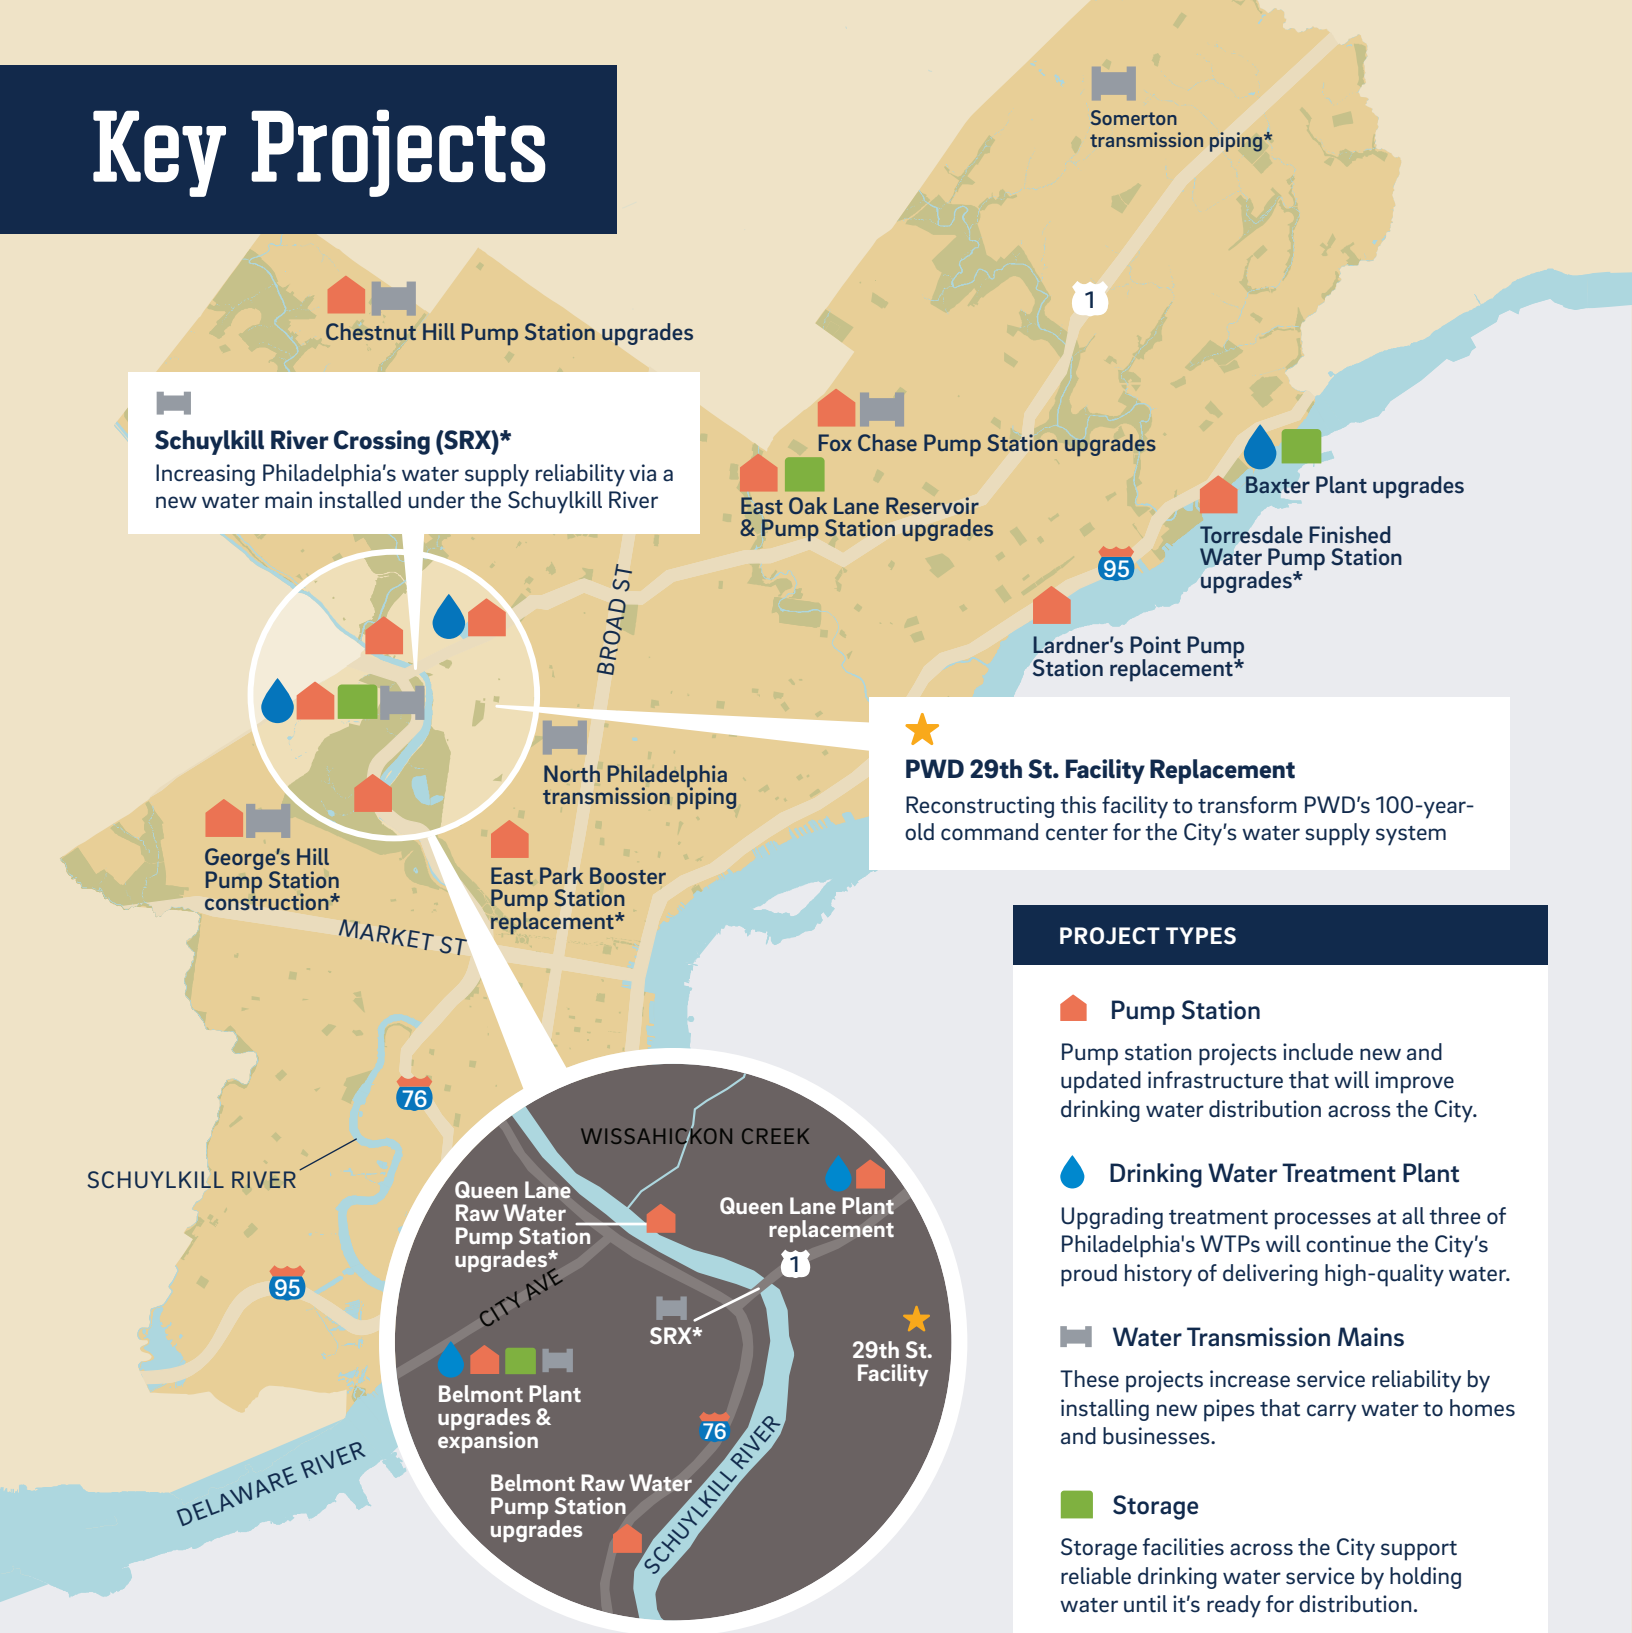 Key Projects
Somerton
transmission piping*
1
Chestnut Hill Pump Station upgrades
Schuylkill River Crossing (SRX)*
Increasing Philadelphia's water supply reliability via a
new water main installed under the Schuylkill River
Fox Chase Pump Station upgrades
East Oak Lane Reservoir
& Pump Station upgrades
Baxter Plant upgrades
Torresdale Finished
Water Pump Station
upgrades*
95
BROAD ST
Lardner's Point Pump
Station replacement*
North Philadelphia
transmission piping
PWD 29th St. Facility Replacement
Reconstructing this facility to transform PWD's 100-year-
old command center for the City's water supply system
George's Hill
Pump Station
construction*
East Park Booster
Pump Station
replacement*
MARKET ST
76
SCHUYLKILL RIVER
95
DELAWARE RIVER
WISSAHICKON CREEK
Queen Lane
Raw Water
Pump Station
upgrades*
Queen Lane Plant
replacement
1
CITY AVE
SRX*
29th St.
Facility
Belmont Plant
upgrades &
expansion
76
SCHUYLKILL RIVER
Belmont Raw Water
Pump Station
upgrades
PROJECT TYPES
Pump Station
Pump station projects include new and
updated infrastructure that will improve
drinking water distribution across the City.
Drinking Water Treatment Plant
Upgrading treatment processes at all three of
Philadelphia's WTPs will continue the City's
proud history of delivering high-quality water.
Water Transmission Mains
These projects increase service reliability by
installing new pipes that carry water to homes
and businesses.
Storage
Storage facilities across the City support
reliable drinking water service by holding
water until it's ready for distribution.